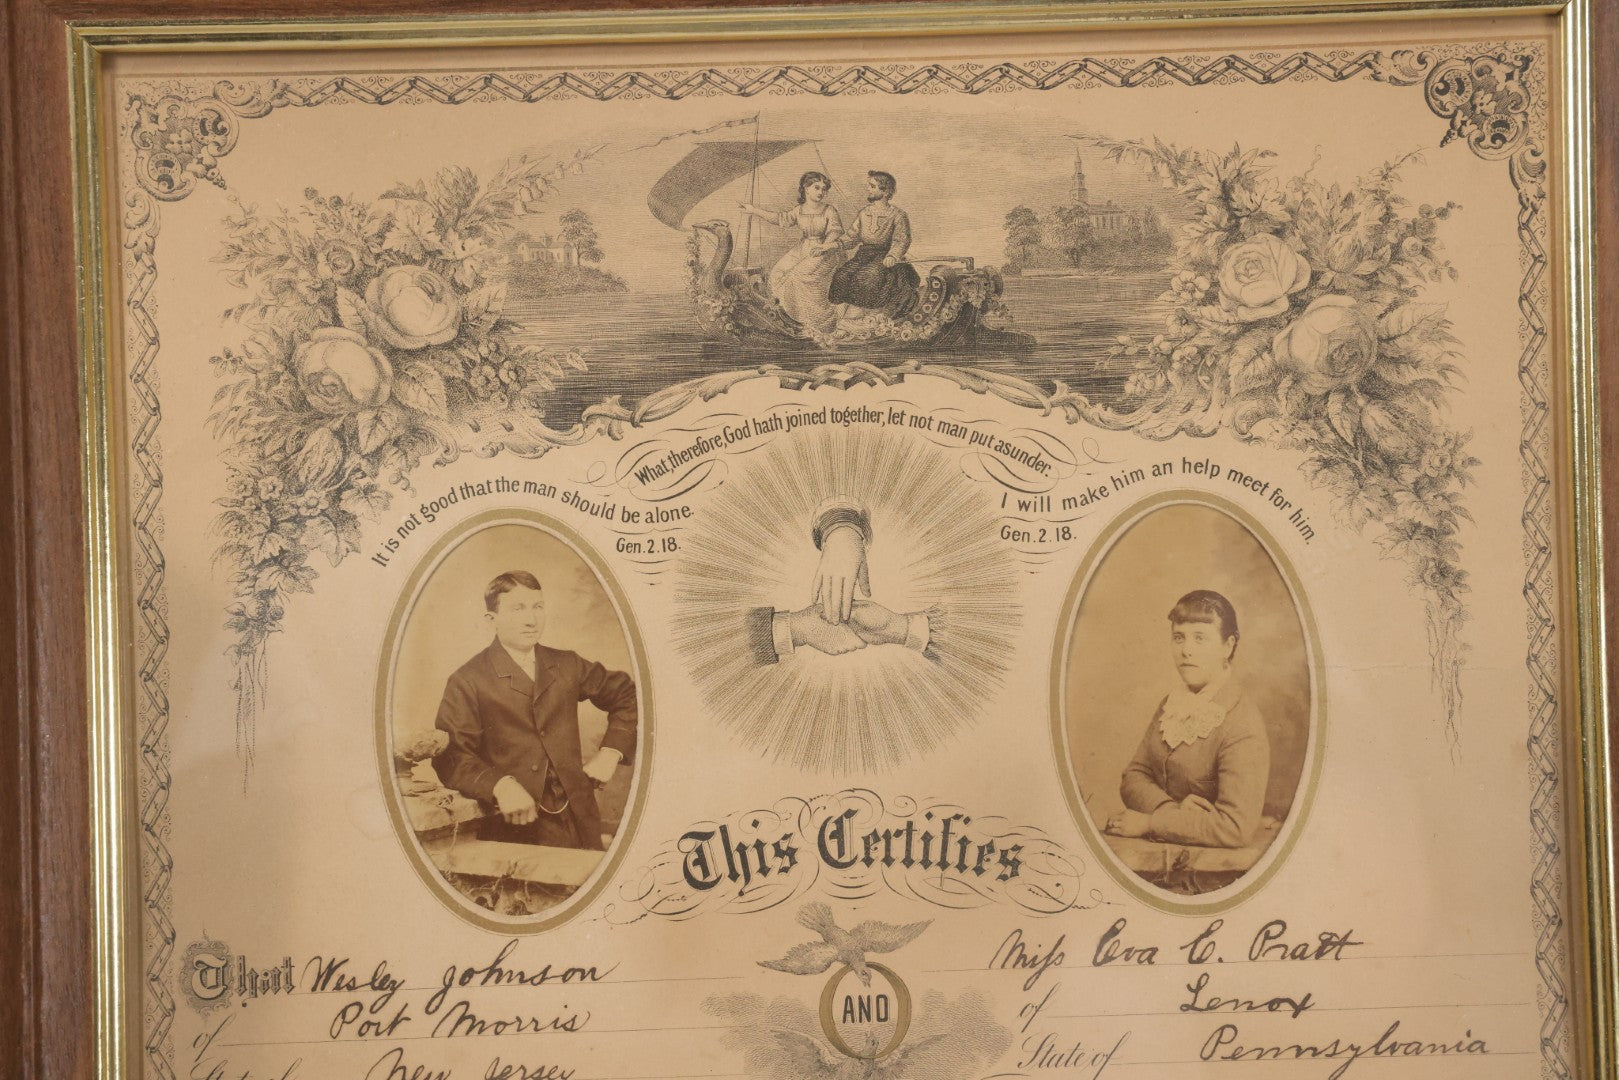 What, therefore, God hath joined together, let not man put asunder.
It is not good that the man should be alone.
Gen. 2. 18.
I will make him an help meet for him.
Gen. 2. 18.
This Certifies
That Wesley Johnson
of Port Morris
State of New Jersey
AND
Miss Eva C. Pratt
of Lenox
State of Pennsylvania